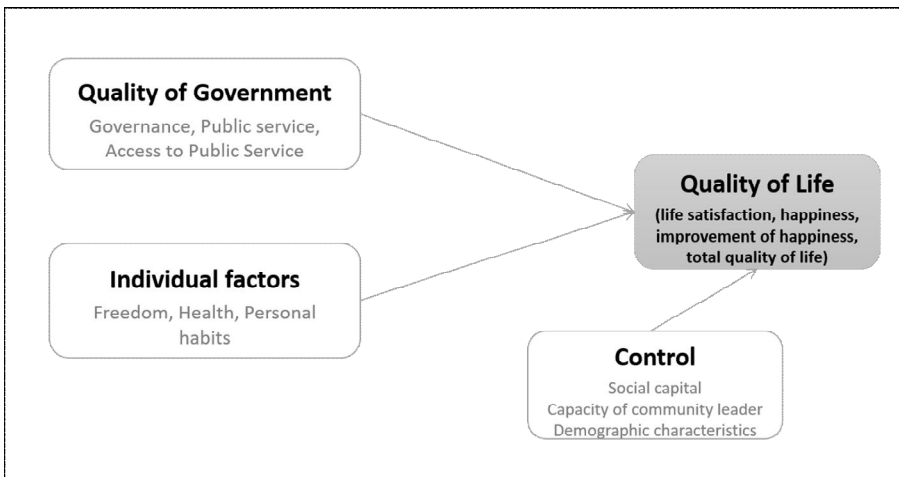 Quality of Government
Governance, Public service,
Access to Public Service
Individual factors
Freedom, Health, Personal
habits
Quality of Life
(life satisfaction, happiness,
improvement of happiness,
total quality of life)
Control
Social capital
Capacity of community leader
Demographic characteristics